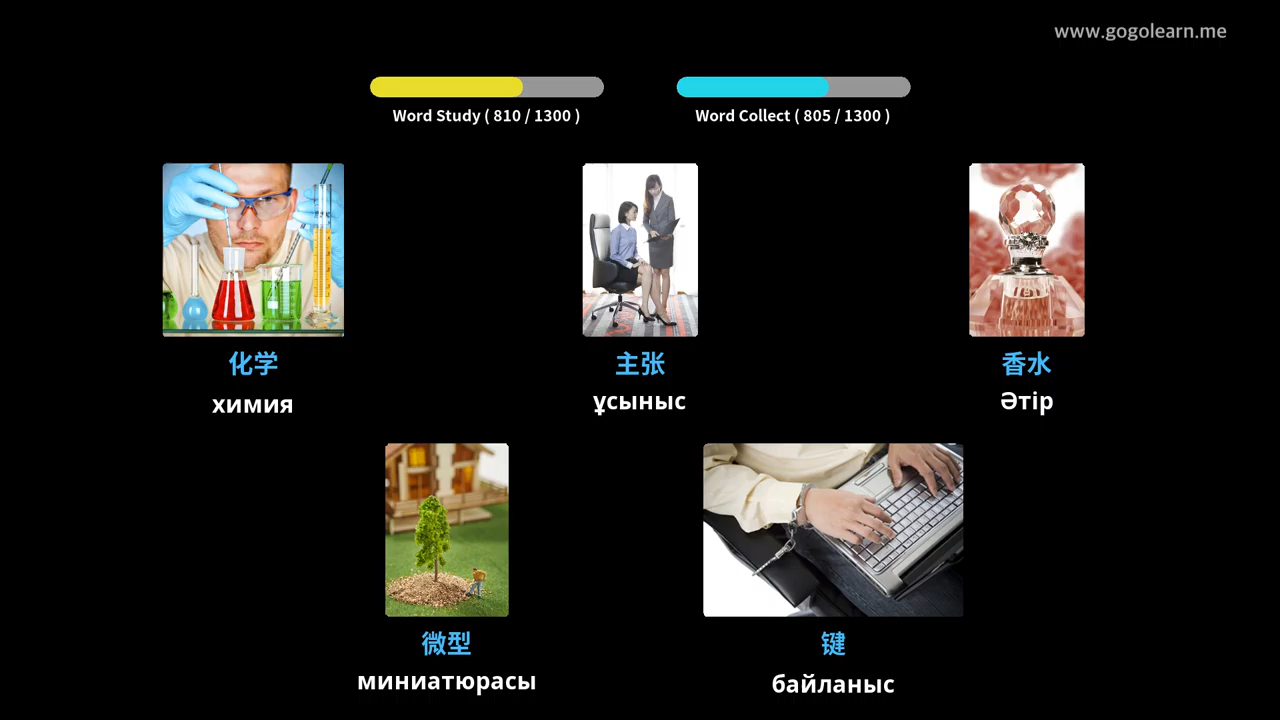 www.gogolearn.me
Word Study ( 810 / 1300 )
Word Collect ( 805 / 1300 )
化学
主张
香水
химия
ұсыныс
Әтір
微型
键
миниатюрасы
байланыс